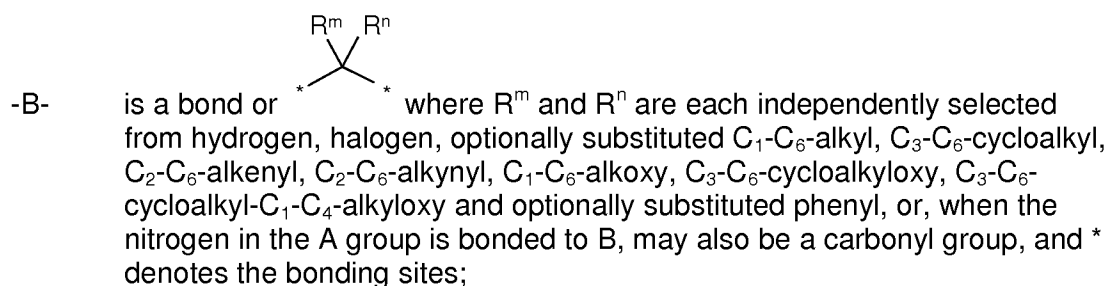 Rᵐ Rⁿ
-B- is a bond or * * where Rᵐ and Rⁿ are each independently selected
from hydrogen, halogen, optionally substituted C₁-C₆-alkyl, C₃-C₆-cycloalkyl,
C₂-C₆-alkenyl, C₂-C₆-alkynyl, C₁-C₆-alkoxy, C₃-C₆-cycloalkyloxy, C₃-C₆-
cycloalkyl-C₁-C₄-alkyloxy and optionally substituted phenyl, or, when the
nitrogen in the A group is bonded to B, may also be a carbonyl group, and *
denotes the bonding sites;